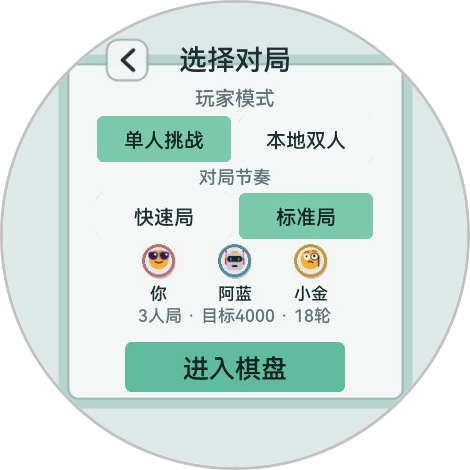 选择对局
玩家模式
单人挑战 本地双人
对局节奏
快速局 标准局
你 阿蓝 小金
3人局 · 目标4000 · 18轮
进入棋盘